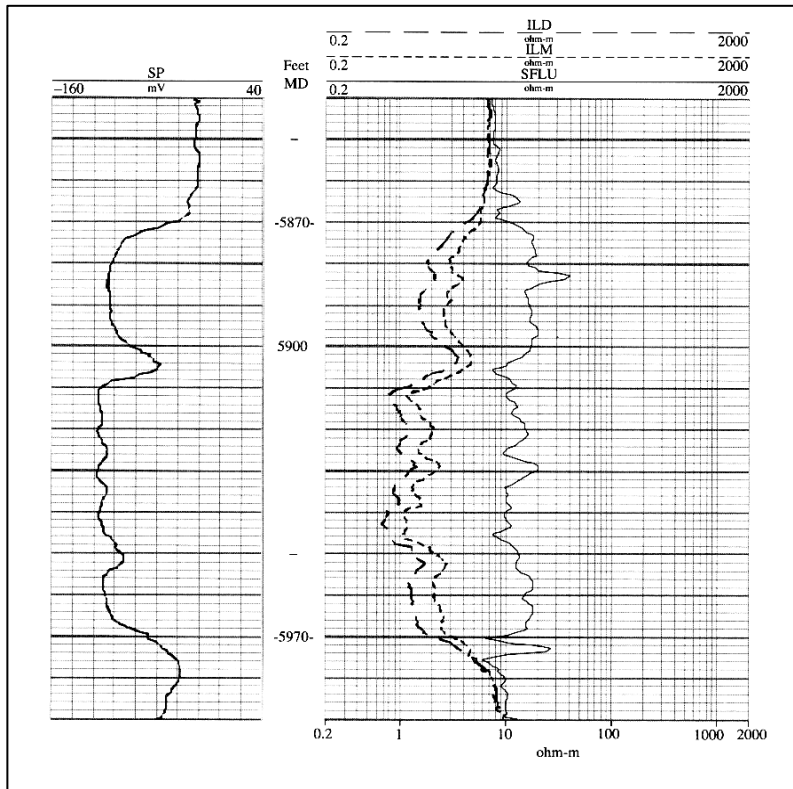 ILD
0.2 ohm-m 2000
ILM
0.2 ohm-m 2000
SFLU
0.2 ohm-m 2000
SP
−160 mV 40
Feet
MD
–
-5870-
5900
–
-5970-
0.2 1 10 100 1000 2000
ohm-m